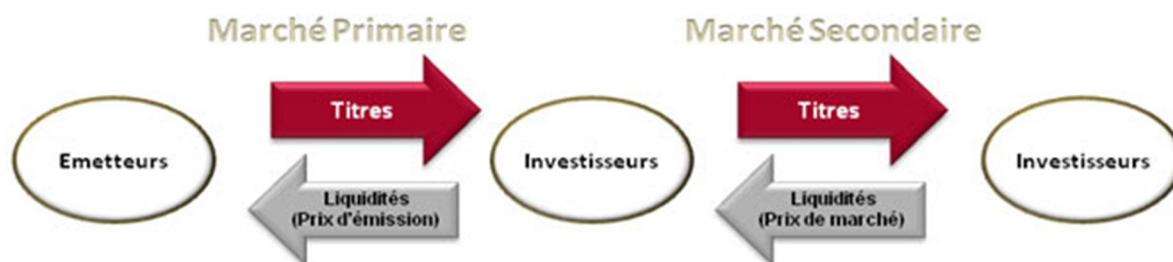 Marché Primaire
Marché Secondaire
Titres
Titres
Emetteurs
Investisseurs
Investisseurs
Liquidités
(Prix d'émission)
Liquidités
(Prix de marché)